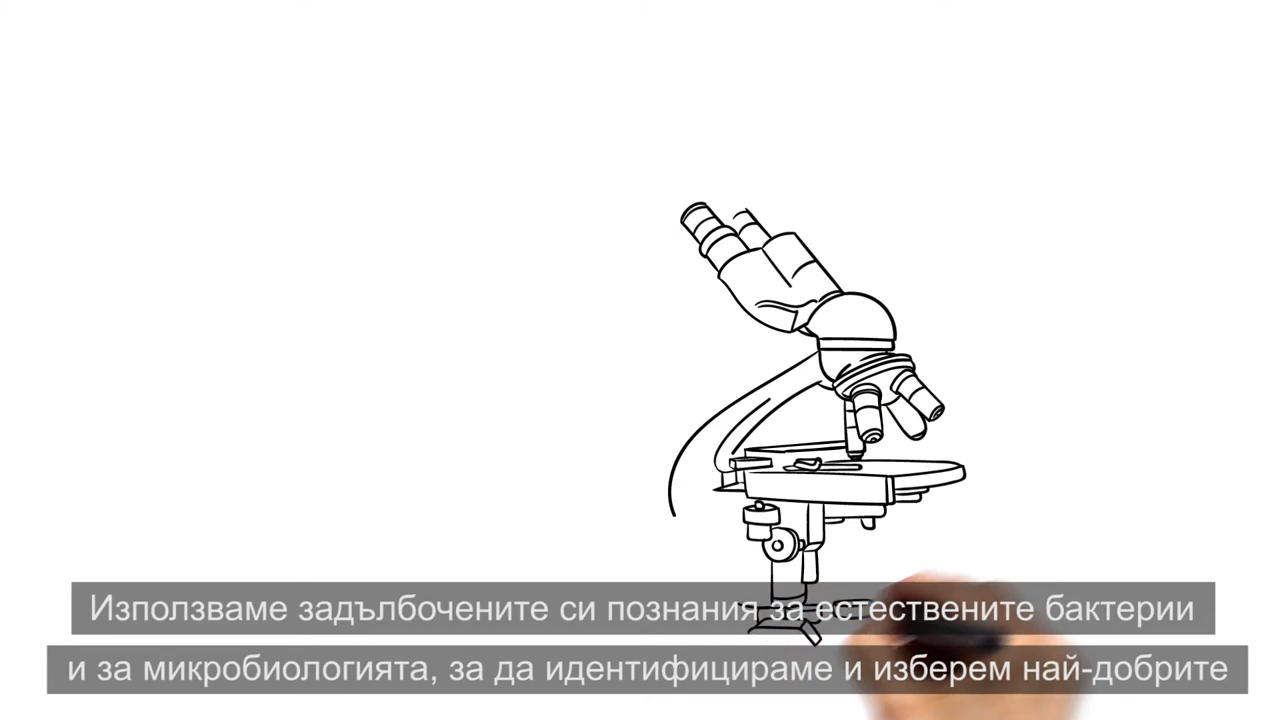 Използваме задълбочените си познания за естествените бактерии
и за микробиологията, за да идентифицираме и изберем най-добрите